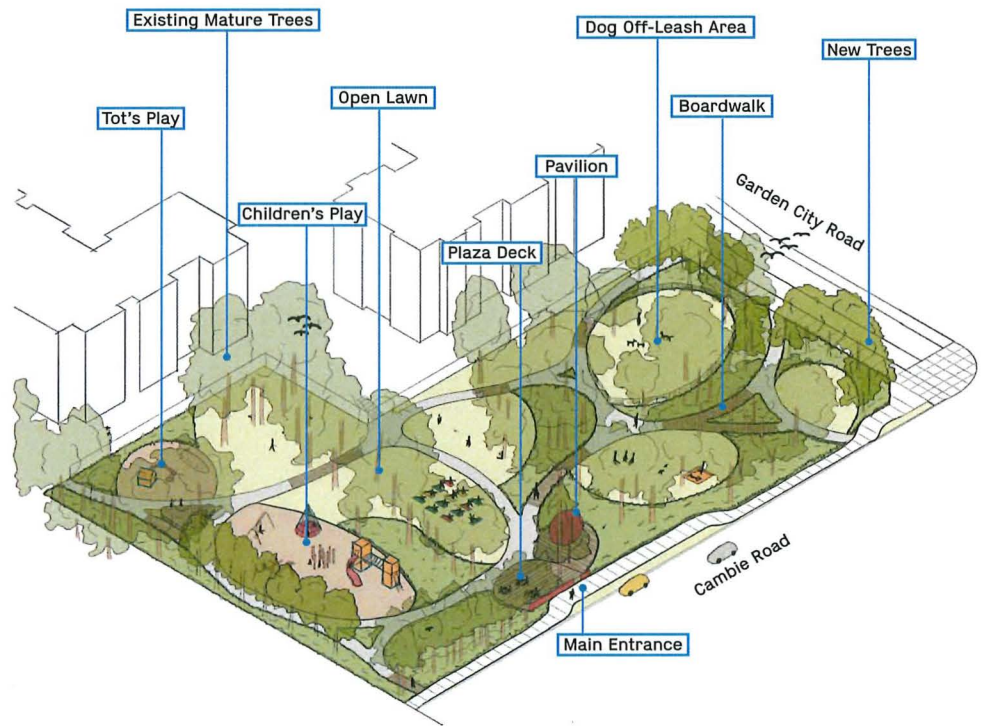 Existing Mature Trees
Dog Off-Leash Area
New Trees
Open Lawn
Boardwalk
Tot's Play
Pavilion
Garden City Road
Children's Play
Plaza Deck
Cambie Road
Main Entrance